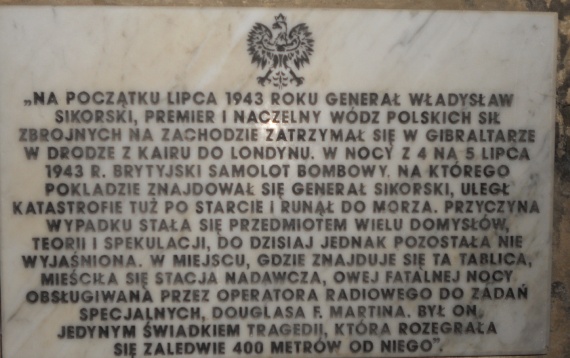 „NA POCZĄTKU LIPCA 1943 ROKU GENERAŁ WŁADYSŁAW
SIKORSKI, PREMIER I NACZELNY WÓDZ POLSKICH SIŁ
ZBROJNYCH NA ZACHODZIE ZATRZYMAŁ SIĘ W GIBRALTARZE
W DRODZE Z KAIRU DO LONDYNU. W NOCY Z 4 NA 5 LIPCA
1943 R. BRYTYJSKI SAMOLOT BOMBOWY, NA KTÓREGO
POKLADZIE ZNAJDOWAŁ SIĘ GENERAŁ SIKORSKI, ULEGŁ
KATASTROFIE TUŻ PO STARCIE I RUNĄŁ DO MORZA. PRZYCZYNA
WYPADKU STAŁA SIĘ PRZEDMIOTEM WIELU DOMYSŁÓW,
TEORII I SPEKULACJI, DO DZISIAJ JEDNAK POZOSTAŁA NIE
WYJAŚNIONA. W MIEJSCU, GDZIE ZNAJDUJE SIĘ TA TABLICA,
MIEŚCIŁA SIĘ STACJA NADAWCZA, OWEJ FATALNEJ NOCY
OBSŁUGIWANA PRZEZ OPERATORA RADIOWEGO DO ZADAŃ
SPECJALNYCH, DOUGLASA F. MARTINA. BYŁ ON
JEDYNYM ŚWIADKIEM TRAGEDII, KTÓRA ROZEGRAŁA
SIĘ ZALEDWIE 400 METRÓW OD NIEGO”.